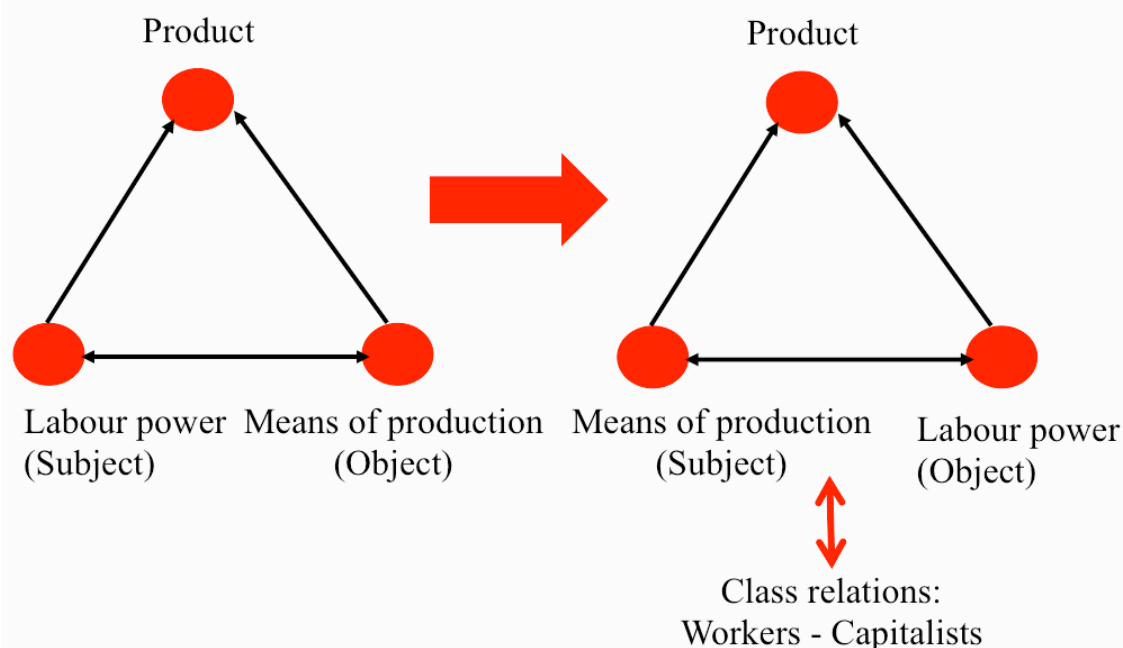 Product
Product
Labour power
(Subject)
Means of production
(Object)
Means of production
(Subject)
Labour power
(Object)
Class relations:
Workers - Capitalists